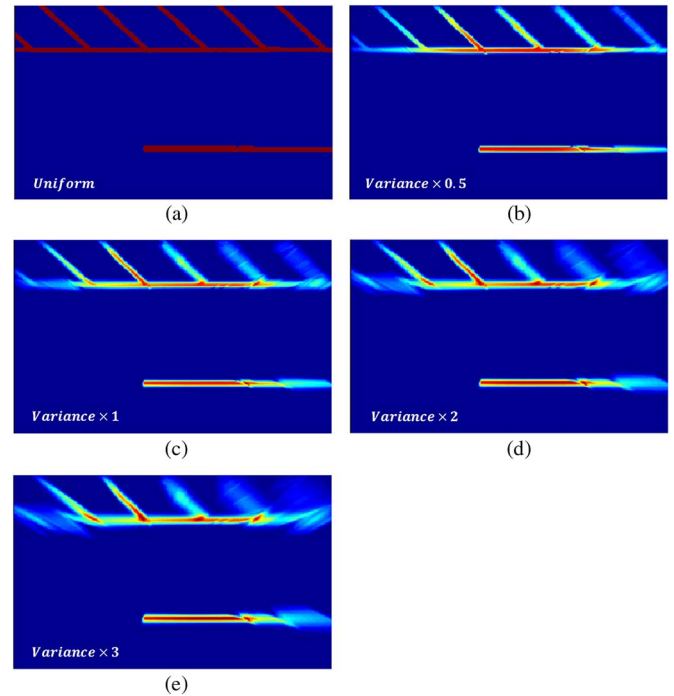 Uniform
(a)
Variance × 0.5
(b)
Variance × 1
(c)
Variance × 2
(d)
Variance × 3
(e)